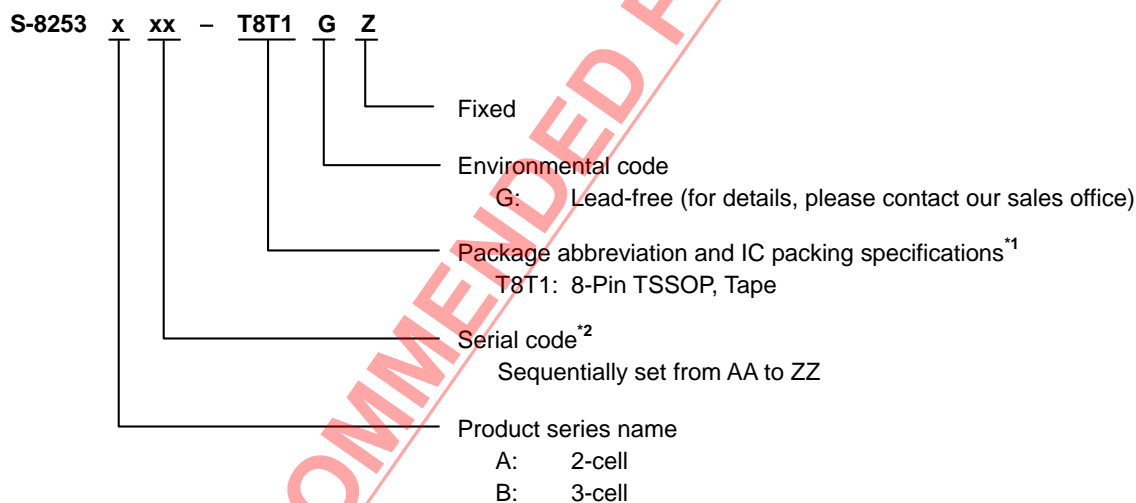 S-8253 x xx – T8T1 G Z
Fixed
Environmental code
G: Lead-free (for details, please contact our sales office)
Package abbreviation and IC packing specifications*1
T8T1: 8-Pin TSSOP, Tape
Serial code*2
Sequentially set from AA to ZZ
Product series name
A: 2-cell
B: 3-cell
OMMENDED F